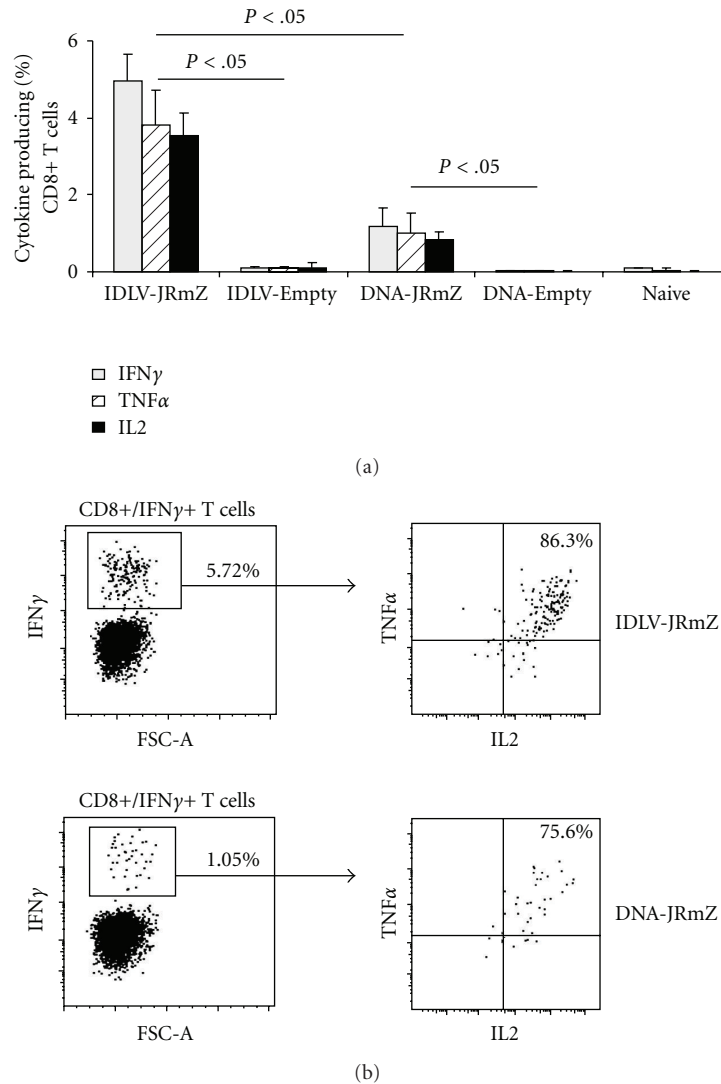 P < .05
P < .05
P < .05
Cytokine producing (%)
CD8+ T cells
6
4
2
0
IDLV-JRmZ IDLV-Empty DNA-JRmZ DNA-Empty Naive
IFNγ
TNFα
IL2
(a)
CD8+/IFNγ+ T cells
5.72%
IFNγ
FSC-A
86.3%
TNFα
IL2
IDLV-JRmZ
CD8+/IFNγ+ T cells
1.05%
IFNγ
FSC-A
75.6%
TNFα
IL2
DNA-JRmZ
(b)